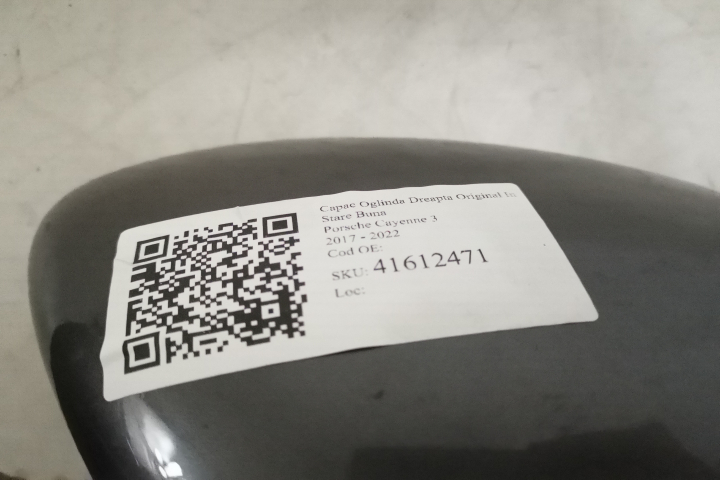 Capac Oglinda Dreapta Original In
Stare Buna
Porsche Cayenne 3
2017 - 2022
Cod OE:
SKU: 41612471
Loc: